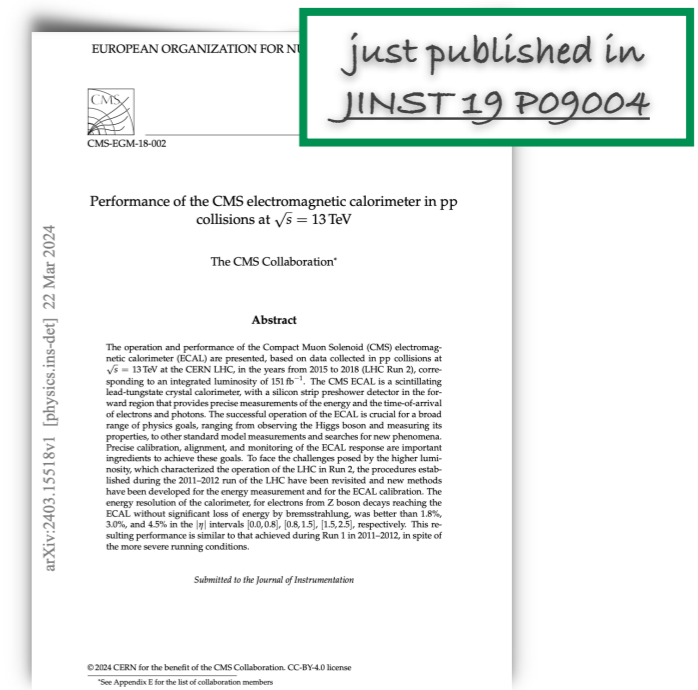 EUROPEAN ORGANIZATION FOR
just published in
JINST 19 P09004
CMS
CMS-EGM-18-002
Performance of the CMS electromagnetic calorimeter in pp
collisions at √s = 13 TeV
The CMS Collaboration*
arXiv:2403.15518v1 [physics.ins-det] 22 Mar 2024
Abstract
The operation and performance of the Compact Muon Solenoid (CMS) electromag-
netic calorimeter (ECAL) are presented, based on data collected in pp collisions at
√s = 13 TeV at the CERN LHC, in the years from 2015 to 2018 (LHC Run 2), corre-
sponding to an integrated luminosity of 151 fb⁻¹. The CMS ECAL is a scintillating
lead-tungstate crystal calorimeter, with a silicon strip preshower detector in the for-
ward region that provides precise measurements of the energy and the time-of-arrival
of electrons and photons. The successful operation of the ECAL is crucial for a broad
range of physics goals, ranging from observing the Higgs boson and measuring its
properties, to other standard model measurements and searches for new phenomena.
Precise calibration, alignment, and monitoring of the ECAL response are important
ingredients to achieve these goals. To face the challenges posed by the higher lumi-
nosity, which characterized the operation of the LHC in Run 2, the procedures estab-
lished during the 2011–2012 run of the LHC have been revisited and new methods
have been developed for the energy measurement and for the ECAL calibration. The
energy resolution of the calorimeter, for electrons from Z boson decays reaching the
ECAL without significant loss of energy by bremsstrahlung, was better than 1.8%,
3.0%, and 4.5% in the |η| intervals [0.0, 0.8], [0.8, 1.5], [1.5, 2.5], respectively. This re-
sulting performance is similar to that achieved during Run 1 in 2011–2012, in spite of
the more severe running conditions.
Submitted to the Journal of Instrumentation
© 2024 CERN for the benefit of the CMS Collaboration. CC-BY-4.0 license
*See Appendix E for the list of collaboration members